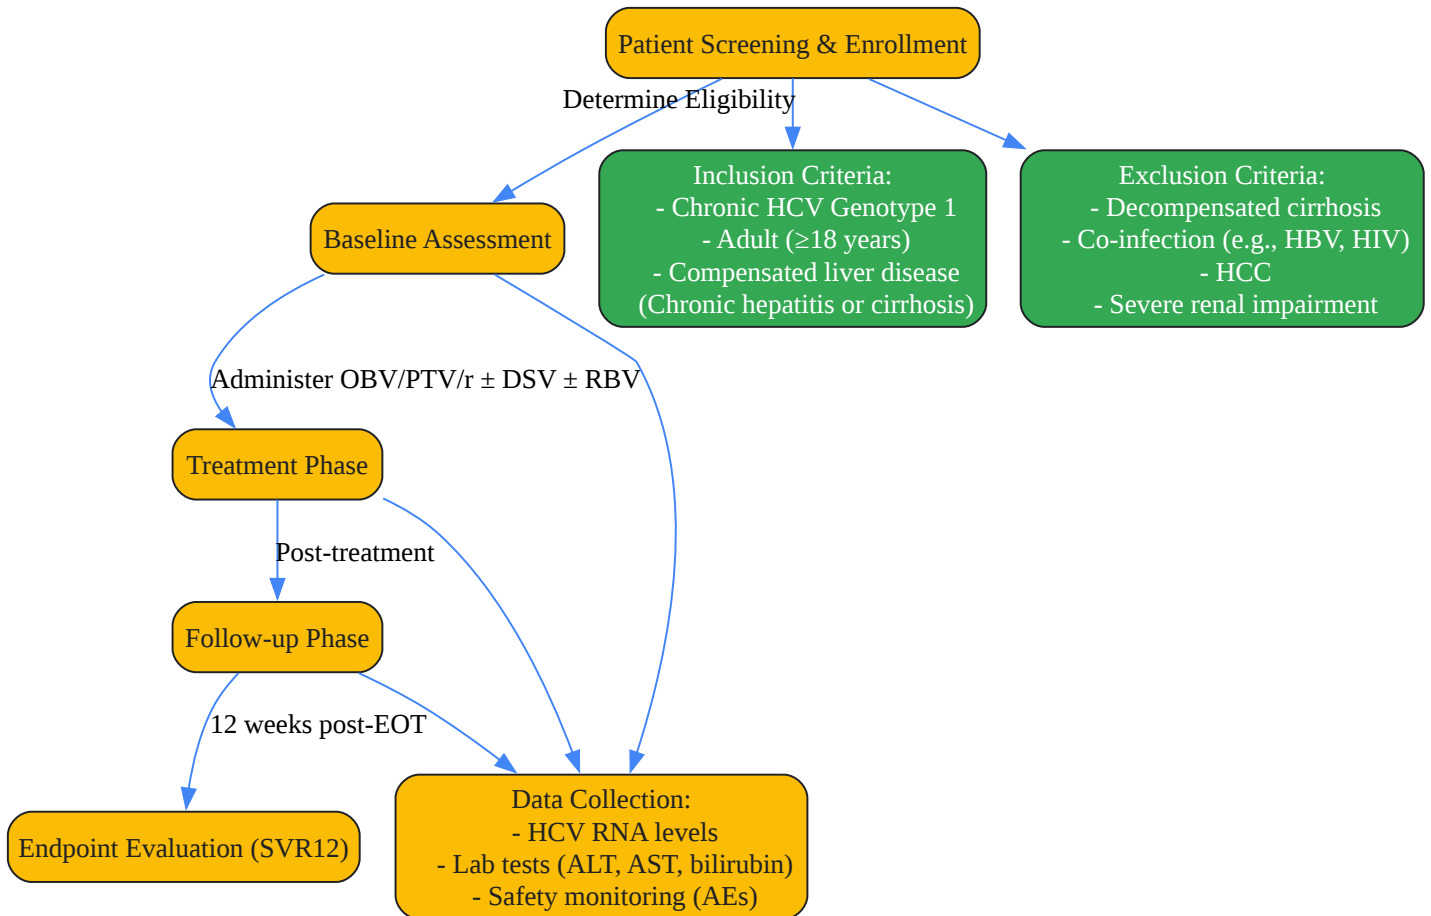 Patient Screening & Enrollment
Determine Eligibility
Inclusion Criteria:
- Chronic HCV Genotype 1
- Adult (≥18 years)
- Compensated liver disease
(Chronic hepatitis or cirrhosis)
Exclusion Criteria:
- Decompensated cirrhosis
- Co-infection (e.g., HBV, HIV)
- HCC
- Severe renal impairment
Baseline Assessment
Administer OBV/PTV/r ± DSV ± RBV
Treatment Phase
Post-treatment
Follow-up Phase
12 weeks post-EOT
Endpoint Evaluation (SVR12)
Data Collection:
- HCV RNA levels
- Lab tests (ALT, AST, bilirubin)
- Safety monitoring (AEs)